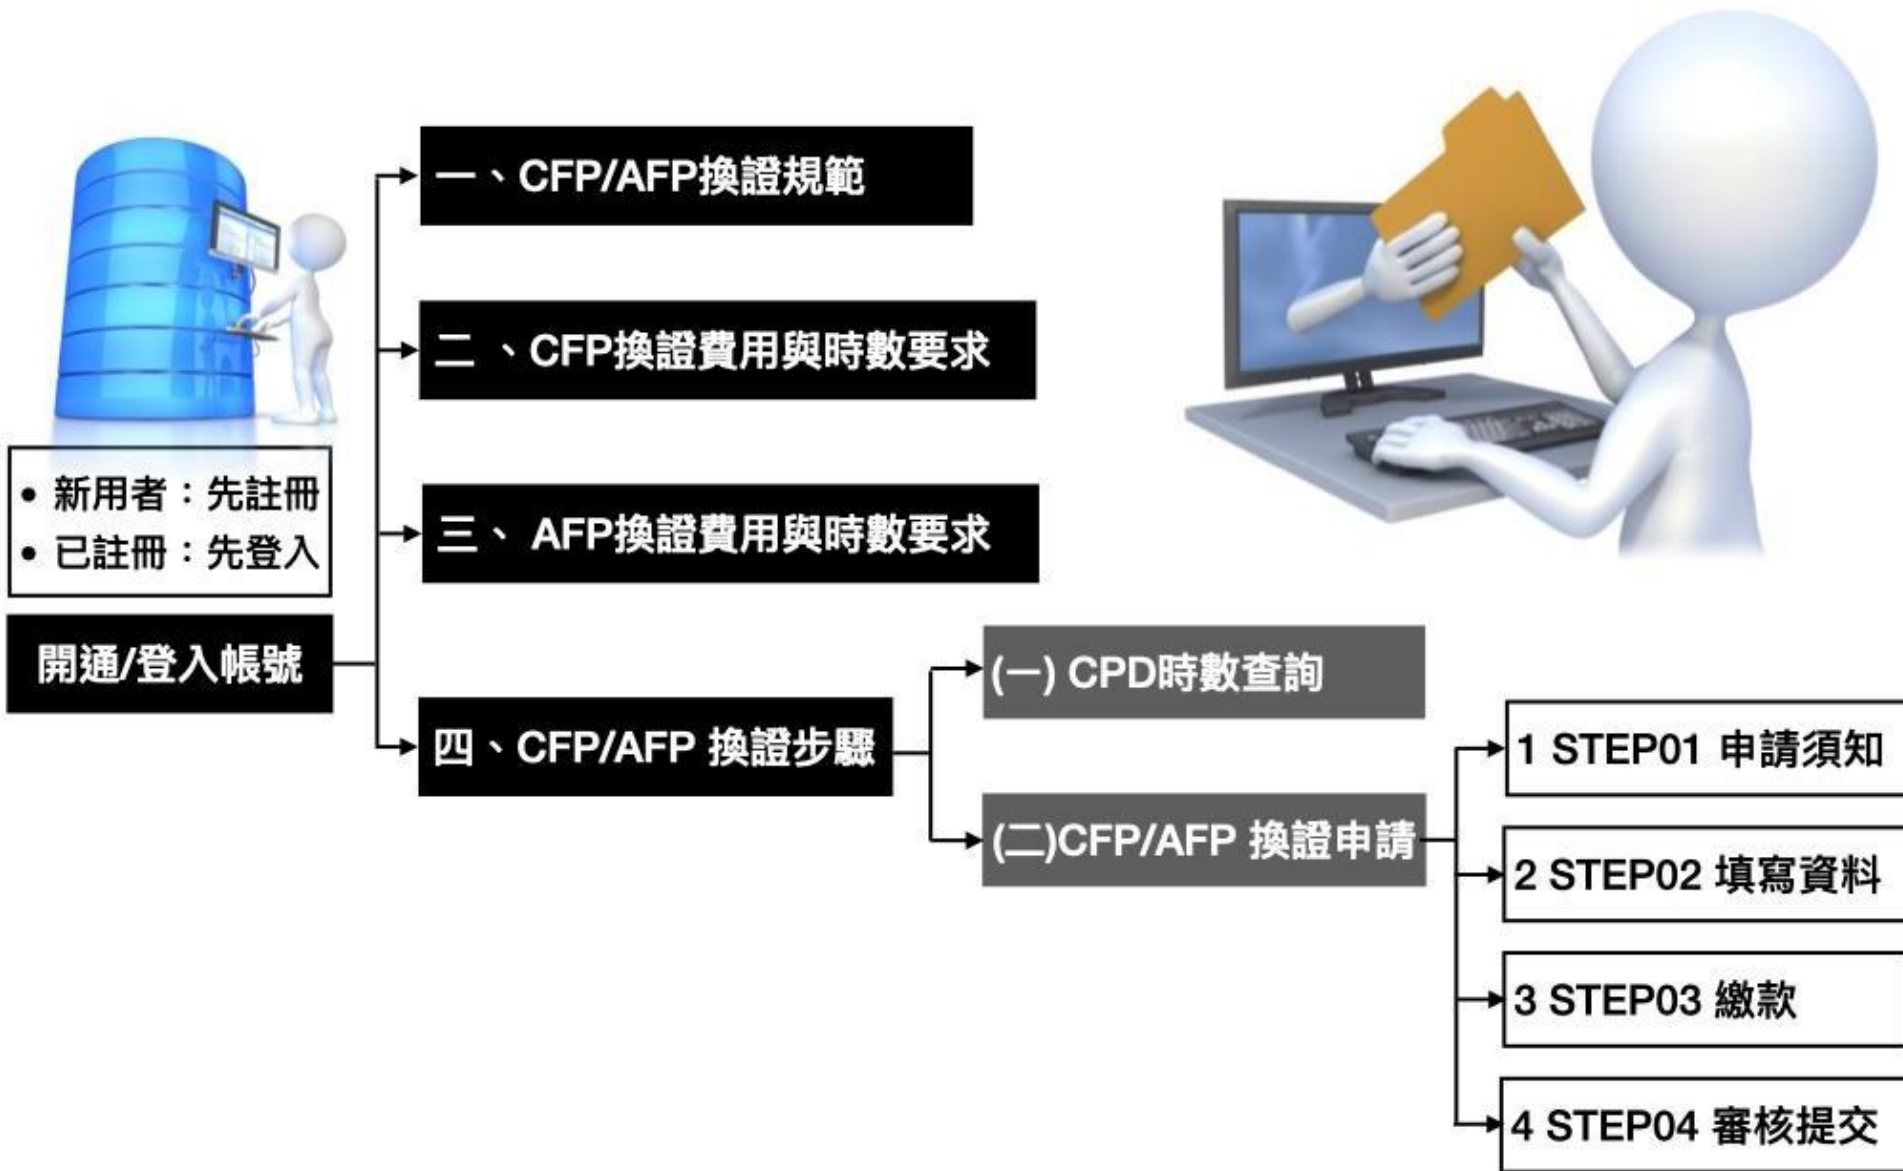 一、CFP/AFP換證規範
二 、CFP換證費用與時數要求
• 新用者：先註冊
• 已註冊：先登入
三、 AFP換證費用與時數要求
開通/登入帳號
(一) CPD時數查詢
四、CFP/AFP 換證步驟
(二)CFP/AFP 換證申請
1 STEP01 申請須知
2 STEP02 填寫資料
3 STEP03 繳款
4 STEP04 審核提交